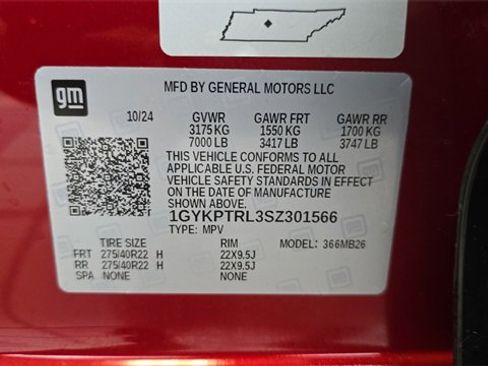 gm
MFD BY GENERAL MOTORS LLC
10/24 GVWR GAWR FRT GAWR RR
3175 KG 1550 KG 1700 KG
7000 LB 3417 LB 3747 LB
THIS VEHICLE CONFORMS TO ALL
APPLICABLE U.S. FEDERAL MOTOR
VEHICLE SAFETY STANDARDS IN EFFECT
ON THE DATE OF MANUFACTURE
SHOWN ABOVE.
1GYKPTRL3SZ301566
TYPE: MPV
TIRE SIZE RIM MODEL: 366MB26
FRT 275/40R22 H 22X9.5J
RR 275/40R22 H 22X9.5J
SPA NONE NONE